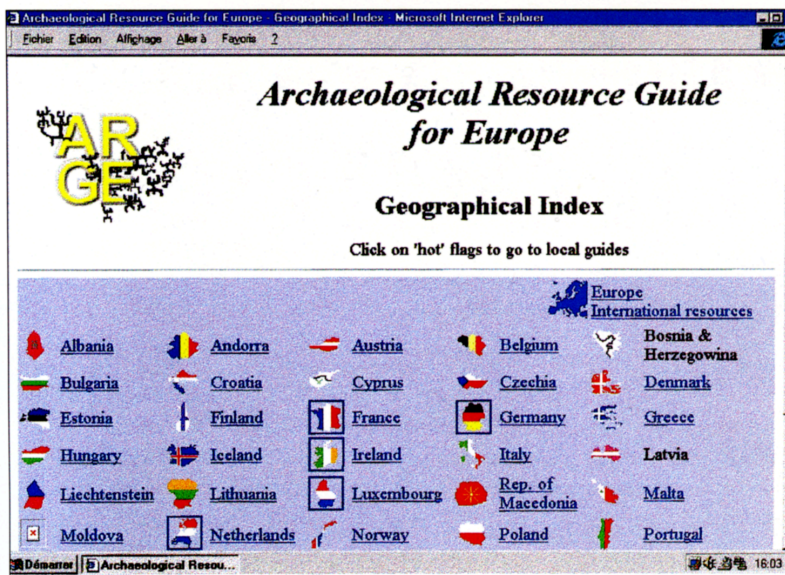 Archaeological Resource Guide for Europe - Geographical Index - Microsoft Internet Explorer
Fichier Edition Affichage Aller à Favoris ?
AR
GE
Archaeological Resource Guide
for Europe
Geographical Index
Click on 'hot' flags to go to local guides
Europe
International resources
Albania Andorra Austria Belgium Bosnia &
Herzegowina
Bulgaria Croatia Cyprus Czechia Denmark
Estonia Finland France Germany Greece
Hungary Iceland Ireland Italy Latvia
Liechtenstein Lithuania Luxembourg Rep. of
Macedonia Malta
Moldova Netherlands Norway Poland Portugal
Démarrer Archaeological Resou... 16:03